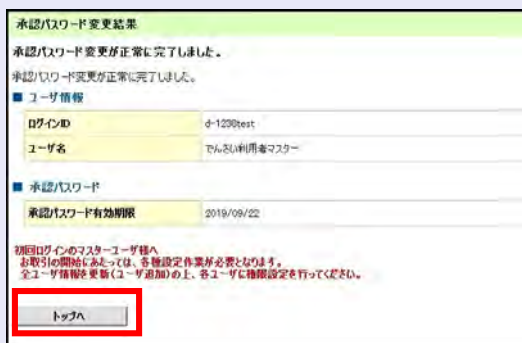 承認パスワード変更結果
承認パスワード変更が正常に完了しました。
承認パスワード変更が正常に完了しました。
■ ユーザ情報
ログインID d-1230test
ユーザ名 でんさい利用者マスター
■ 承認パスワード
承認パスワード有効期限 2019/09/22
初回ログインのマスターユーザ様へ
お取引の開始にあたっては、各種設定作業が必要となります。
全ユーザ情報を更新(ユーザ追加)の上、各ユーザに権限設定を行ってください。
トップへ